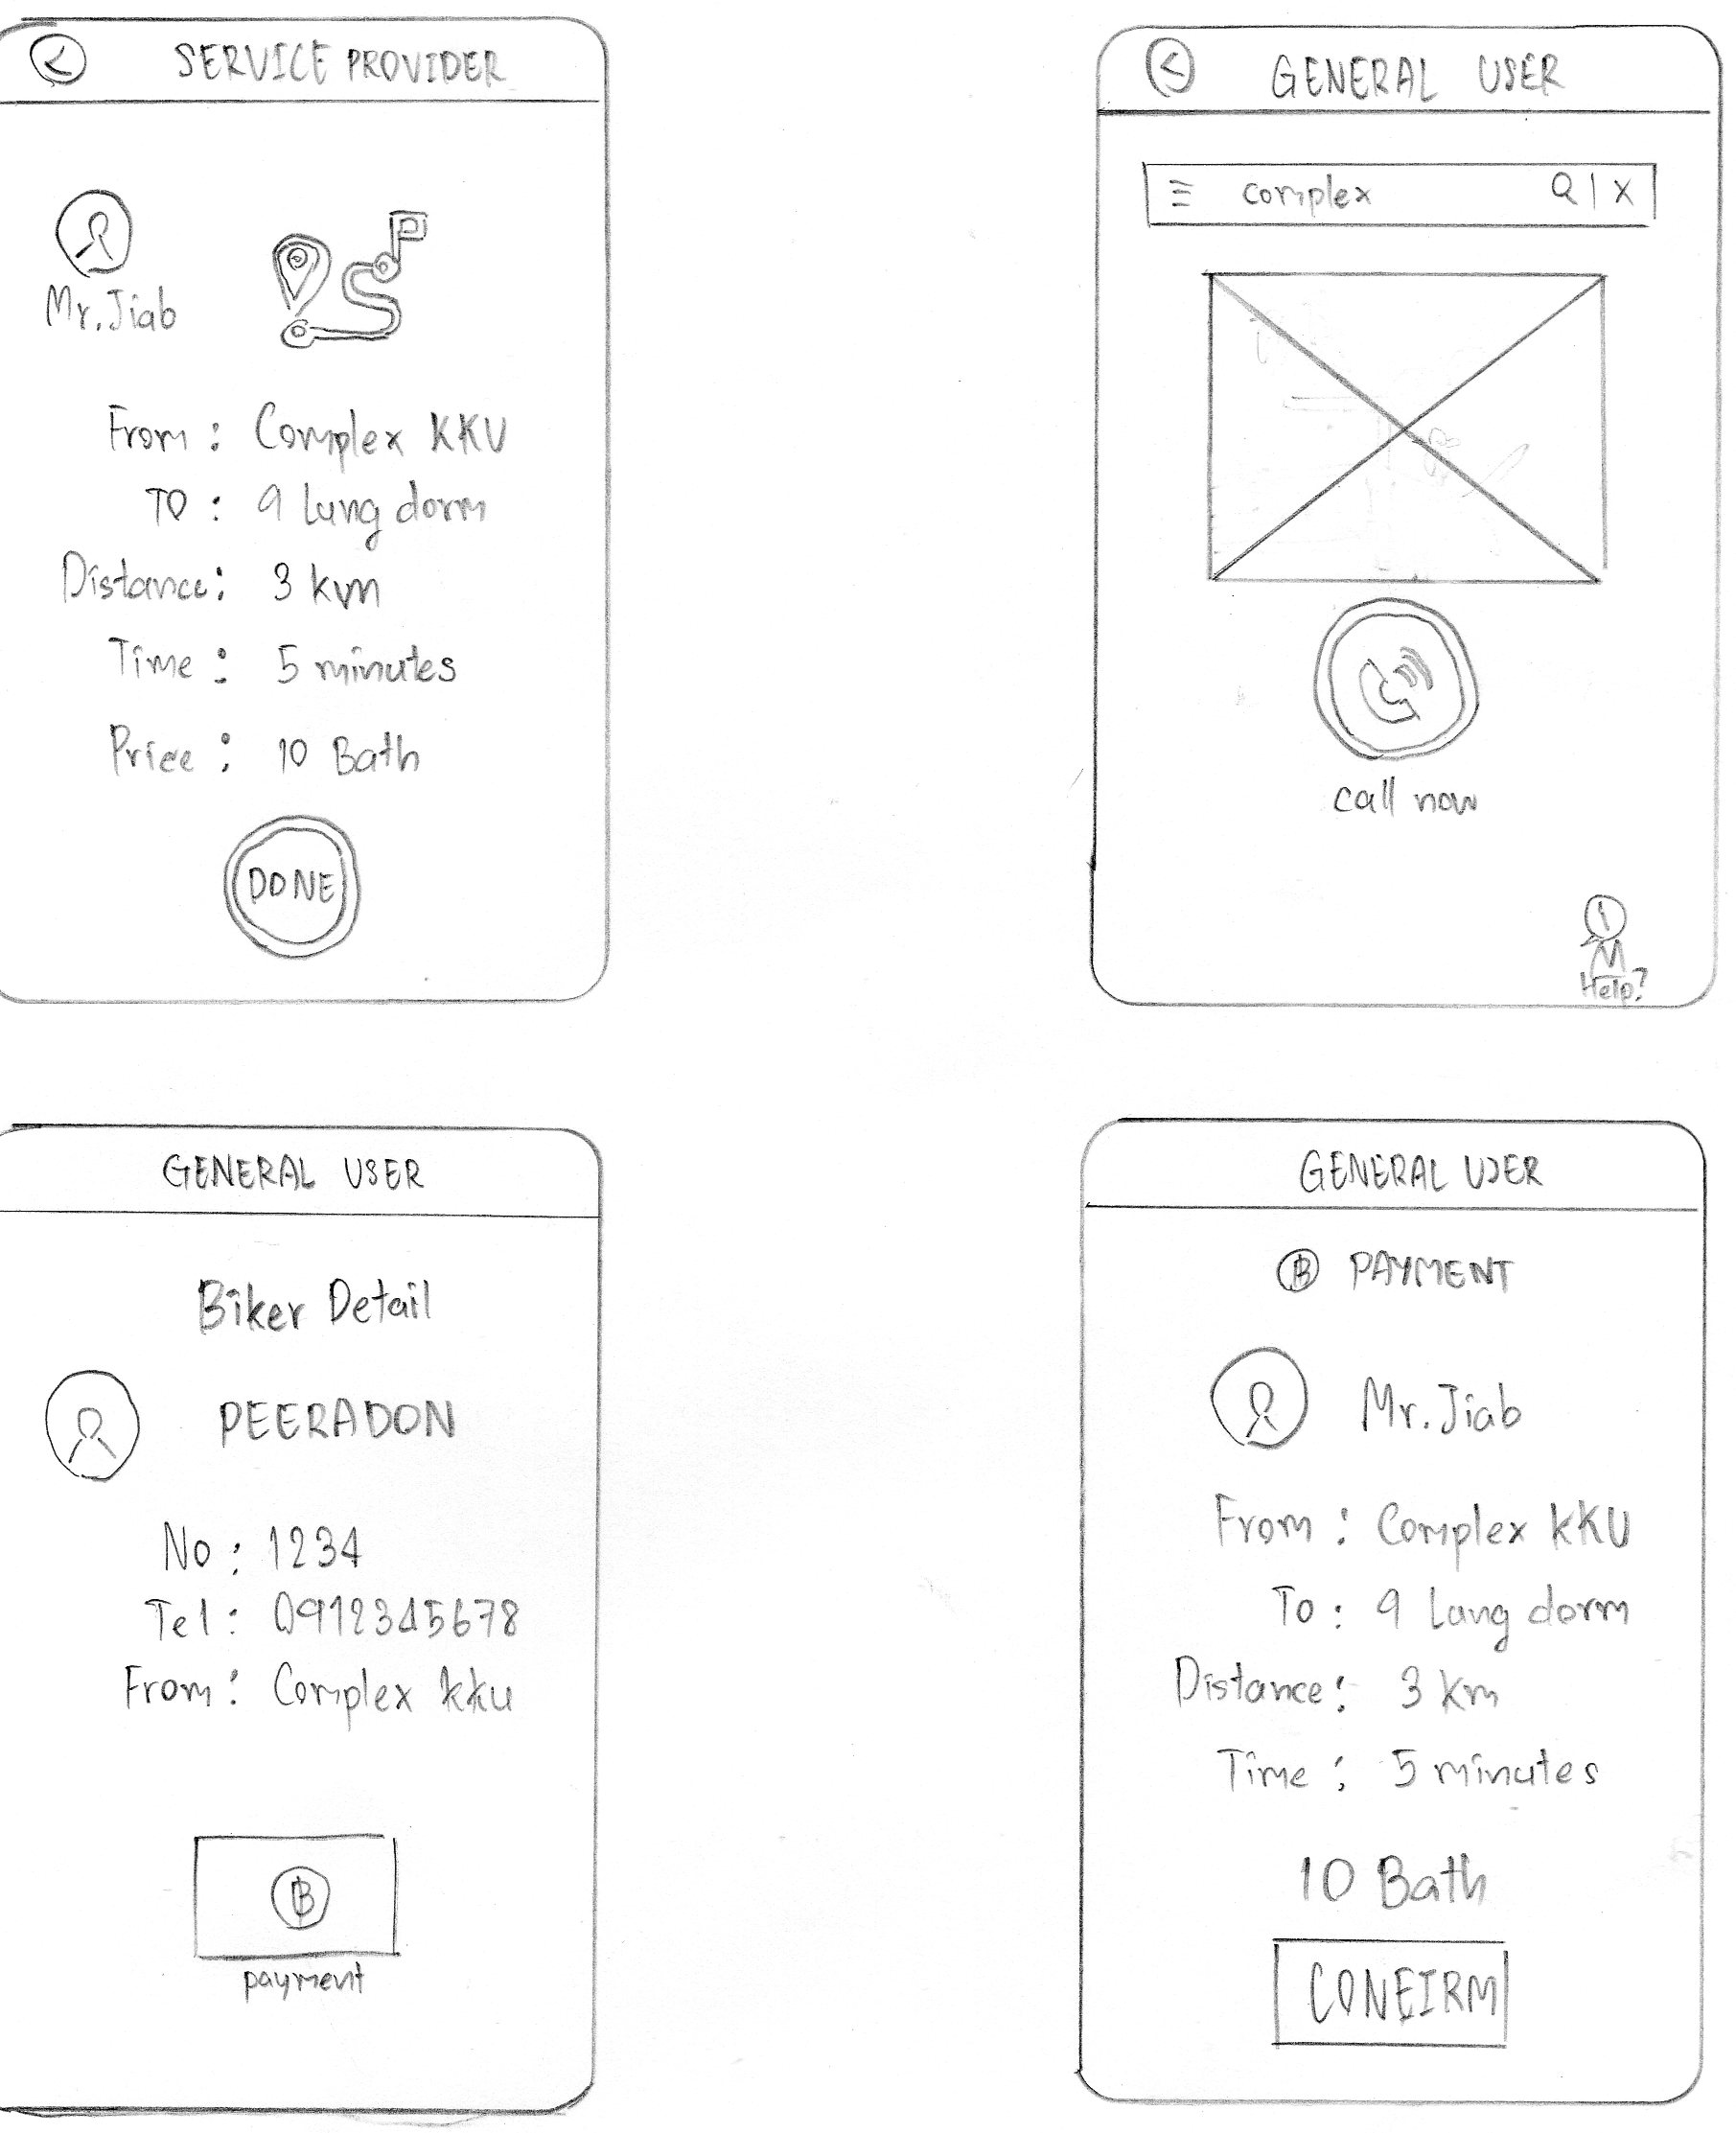 SERVICE PROVIDER
Mr. Jiab
From : Complex KKU
TO : 9 Lung dorm
Distance : 3 km
Time : 5 minutes
Price : 10 Bath
DONE
GENERAL USER
complex
call now
Help?
GENERAL USER
Biker Detail
PEERADON
No : 1234
Tel : 0912345678
From : Complex kku
฿
payment
GENERAL USER
฿ PAYMENT
Mr. Jiab
From : Complex KKU
To : 9 Lang dorm
Distance : 3 km
Time : 5 minutes
10 Bath
CONFIRM